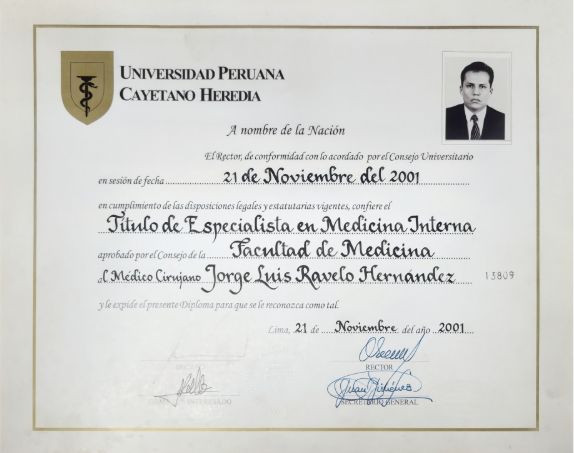 UNIVERSIDAD PERUANA
CAYETANO HEREDIA
A nombre de la Nación
El Rector, de conformidad con lo acordado por el Consejo Universitario
en sesión de fecha 21 de Noviembre del 2001
en cumplimiento de las disposiciones legales y estatutarias vigentes, confiere el
Título de Especialista en Medicina Interna
aprobado por el Consejo de la Facultad de Medicina
al Médico Cirujano Jorge Luis Ravelo Hernández 13809
y le expide el presente Diploma para que se le reconozca como tal.
Lima, 21 de Noviembre del año 2001
RECTOR
INTERESADO
SECRETARIO GENERAL